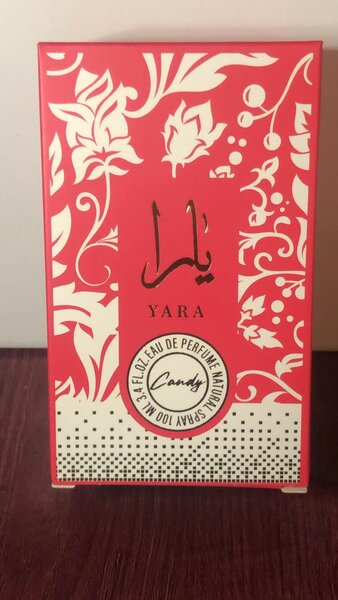 يارا
YARA
EAU DE PERFUME NATURAL SPRAY 100 ML 3.4 FL.OZ.
Candy